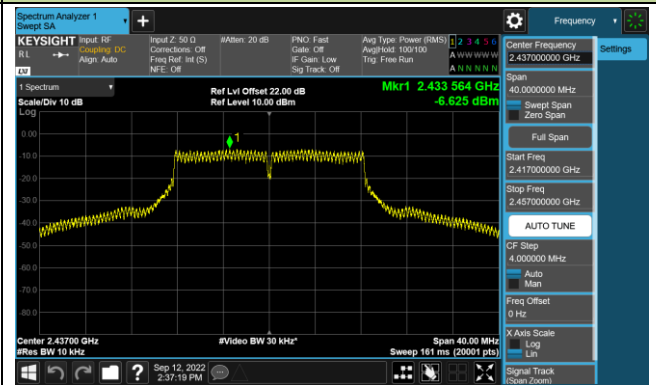 Spectrum Analyzer 1
Swept SA
+
Frequency
KEYSIGHT
RL
LXI
Input: RF
Coupling: DC
Align: Auto
Input Z: 50 Ω
Corrections: Off
Freq Ref: Int (S)
NFE: Off
#Atten: 20 dB
PNO: Fast
Gate: Off
IF Gain: Low
Sig Track: Off
Avg Type: Power (RMS)
Avg|Hold: 100/100
Trig: Free Run
1 2 3 4 5 6
A W W W W W
A N N N N N
1 Spectrum
Scale/Div 10 dB
Log
Ref Lvl Offset 22.00 dB
Ref Level 10.00 dBm
Mkr1 2.433 564 GHz
-6.625 dBm
1
0.00
-10.0
-20.0
-30.0
-40.0
-50.0
-60.0
-70.0
-80.0
Center 2.43700 GHz
#Res BW 10 kHz
#Video BW 30 kHz*
Span 40.00 MHz
Sweep 161 ms (20001 pts)
Center Frequency
2.437000000 GHz
Settings
Span
40.0000000 MHz
Swept Span
Zero Span
Full Span
Start Freq
2.417000000 GHz
Stop Freq
2.457000000 GHz
AUTO TUNE
CF Step
4.000000 MHz
Auto
Man
Freq Offset
0 Hz
X Axis Scale
Log
Lin
Signal Track
(Span Zoom)
?
Sep 12, 2022
2:37:19 PM